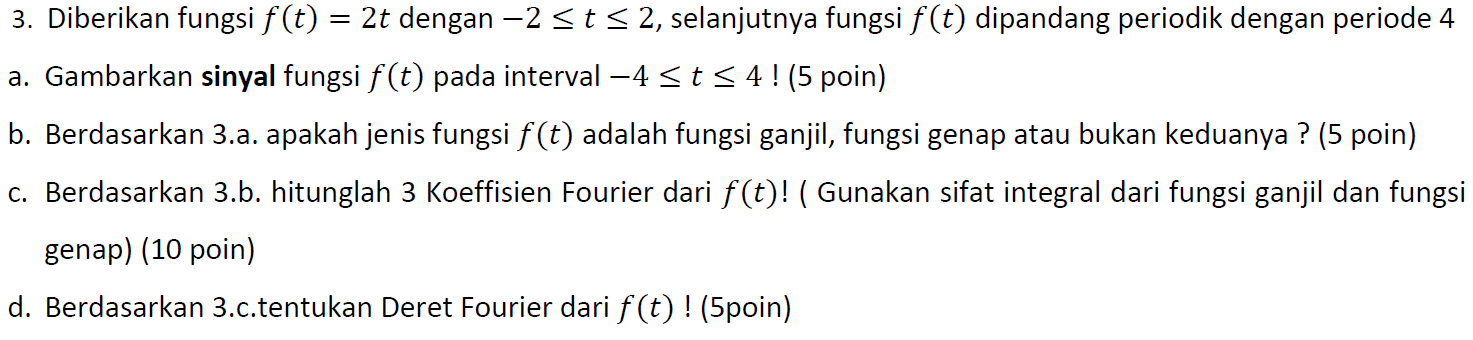 3. Diberikan fungsi f(t) = 2t dengan −2 ≤ t ≤ 2, selanjutnya fungsi f(t) dipandang periodik dengan periode 4
a. Gambarkan sinyal fungsi f(t) pada interval −4 ≤ t ≤ 4 ! (5 poin)
b. Berdasarkan 3.a. apakah jenis fungsi f(t) adalah fungsi ganjil, fungsi genap atau bukan keduanya ? (5 poin)
c. Berdasarkan 3.b. hitunglah 3 Koeffisien Fourier dari f(t)! ( Gunakan sifat integral dari fungsi ganjil dan fungsi
genap) (10 poin)
d. Berdasarkan 3.c.tentukan Deret Fourier dari f(t) ! (5poin)